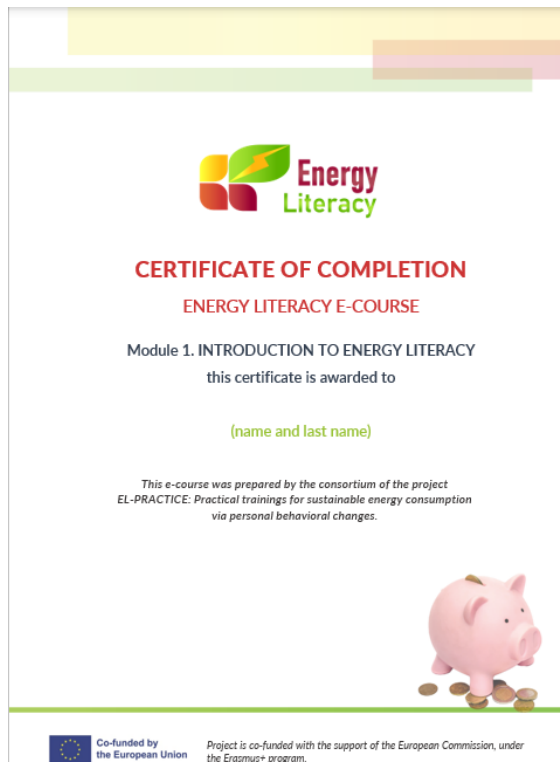 Energy
Literacy
CERTIFICATE OF COMPLETION
ENERGY LITERACY E-COURSE
Module 1. INTRODUCTION TO ENERGY LITERACY
this certificate is awarded to
(name and last name)
This e-course was prepared by the consortium of the project
EL-PRACTICE: Practical trainings for sustainable energy consumption
via personal behavioral changes.
Co-funded by
the European Union
Project is co-funded with the support of the European Commission, under
the Erasmus+ program.